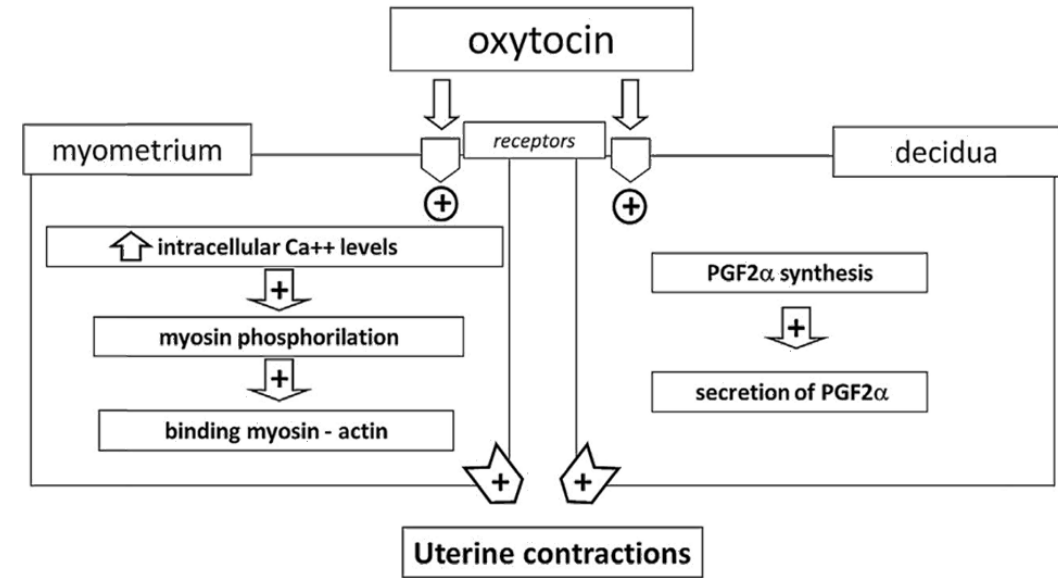 oxytocin
receptors
myometrium
decidua
+
+
intracellular Ca++ levels
+
myosin phosphorilation
+
binding myosin - actin
PGF2α synthesis
+
secretion of PGF2α
+
+
Uterine contractions